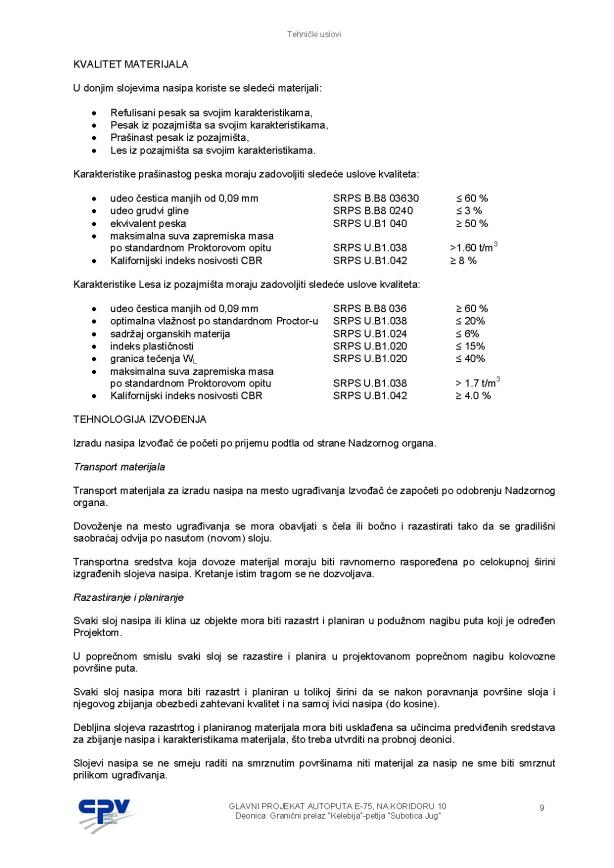 Tehnički uslovi
KVALITET MATERIJALA
U donjim slojevima nasipa koriste se sledeći materijali:
• Refulisani pesak sa svojim karakteristikama,
• Pesak iz pozajmišta sa svojim karakteristikama,
• Prašinast pesak iz pozajmišta,
• Les iz pozajmišta sa svojim karakteristikama.
Karakteristike prašinastog peska moraju zadovoljiti sledeće uslove kvaliteta:
• udeo čestica manjih od 0,09 mm SRPS B.B8 03630 ≤ 60 %
• udeo grudvi gline SRPS B.B8 0240 ≤ 3 %
• ekvivalent peska SRPS U.B1 040 ≥ 50 %
• maksimalna suva zapremiska masa
po standardnom Proktorovom opitu SRPS U.B1.038 >1.60 t/m³
• Kalifornijski indeks nosivosti CBR SRPS U.B1.042 ≥ 8 %
Karakteristike Lesa iz pozajmišta moraju zadovoljiti sledeće uslove kvaliteta:
• udeo čestica manjih od 0,09 mm SRPS B.B8 036 ≥ 60 %
• optimalna vlažnost po standardnom Proctor-u SRPS U.B1.038 ≤ 20%
• sadržaj organskih materija SRPS U.B1.024 ≤ 6%
• indeks plastičnosti SRPS U.B1.020 ≤ 15%
• granica tečenja WL SRPS U.B1.020 ≤ 40%
• maksimalna suva zapremiska masa
po standardnom Proktorovom opitu SRPS U.B1.038 > 1.7 t/m³
• Kalifornijski indeks nosivosti CBR SRPS U.B1.042 ≥ 4.0 %
TEHNOLOGIJA IZVOĐENJA
Izradu nasipa Izvođač će početi po prijemu podtla od strane Nadzornog organa.
Transport materijala
Transport materijala za izradu nasipa na mesto ugrađivanja Izvođač će započeti po odobrenju Nadzornog
organa.
Dovoženje na mesto ugrađivanja se mora obavljati s čela ili bočno i razastirati tako da se gradilišni
saobraćaj odvija po nasutom (novom) sloju.
Transportna sredstva koja dovoze materijal moraju biti ravnomerno raspoređena po celokupnoj širini
izgrađenih slojeva nasipa. Kretanje istim tragom se ne dozvoljava.
Razastiranje i planiranje
Svaki sloj nasipa ili klina uz objekte mora biti razastrt i planiran u podužnom nagibu puta koji je određen
Projektom.
U poprečnom smislu svaki sloj se razastire i planira u projektovanom poprečnom nagibu kolovozne
površine puta.
Svaki sloj nasipa mora biti razastrt i planiran u tolikoj širini da se nakon poravnanja površine sloja i
njegovog zbijanja obezbedi zahtevani kvalitet i na samoj ivici nasipa (do kosine).
Debljina slojeva razastrtog i planiranog materijala mora biti usklađena sa učincima predviđenih sredstava
za zbijanje nasipa i karakteristikama materijala, što treba utvrditi na probnoj deonici.
Slojevi nasipa se ne smeju raditi na smrznutim površinama niti materijal za nasip ne sme biti smrznut
prilikom ugrađivanja.
CPV
GLAVNI PROJEKAT AUTOPUTA E-75, NA KORIDORU 10
Deonica: Granični prelaz "Kelebija"-petlja "Subotica Jug"
9